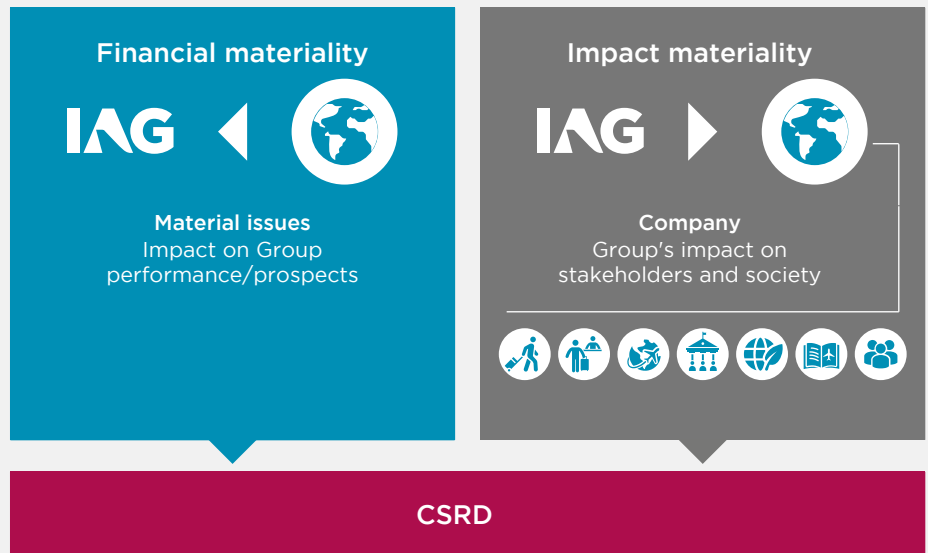 Financial materiality
IAG
Material issues
Impact on Group
performance/prospects
Impact materiality
IAG
Company
Group's impact on
stakeholders and society
CSRD